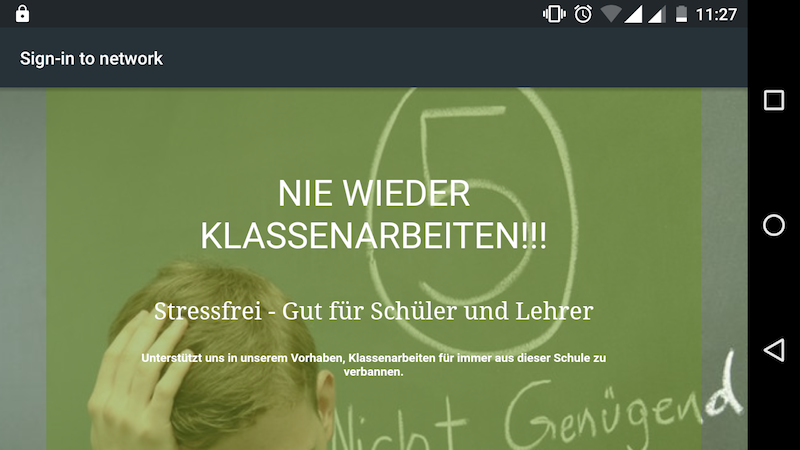 11:27
Sign-in to network
5
NIE WIEDER
KLASSENARBEITEN!!!
Stressfrei - Gut für Schüler und Lehrer
Unterstützt uns in unserem Vorhaben, Klassenarbeiten für immer aus dieser Schule zu
verbannen.
Nicht Genügend